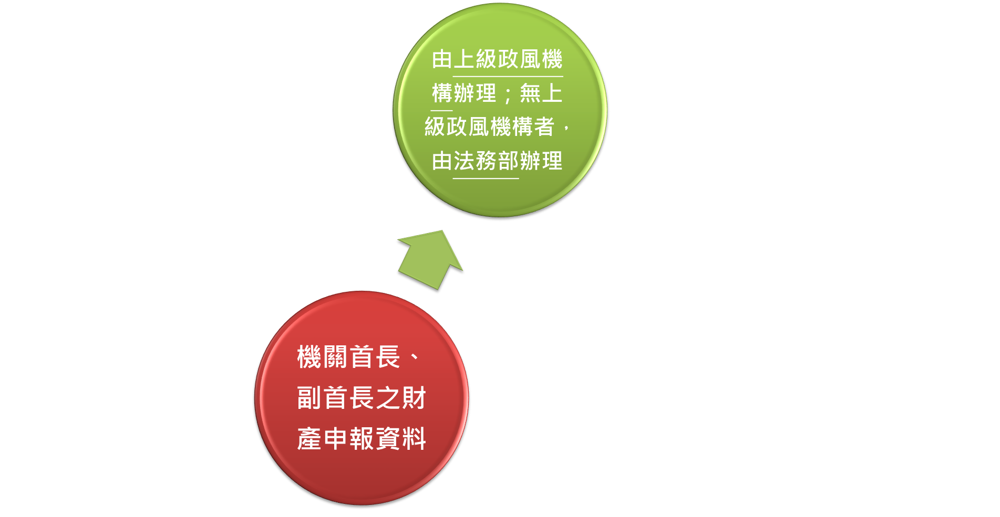 由上級政風機
構辦理；無上
級政風機構者，
由法務部辦理
機關首長、
副首長之財
產申報資料